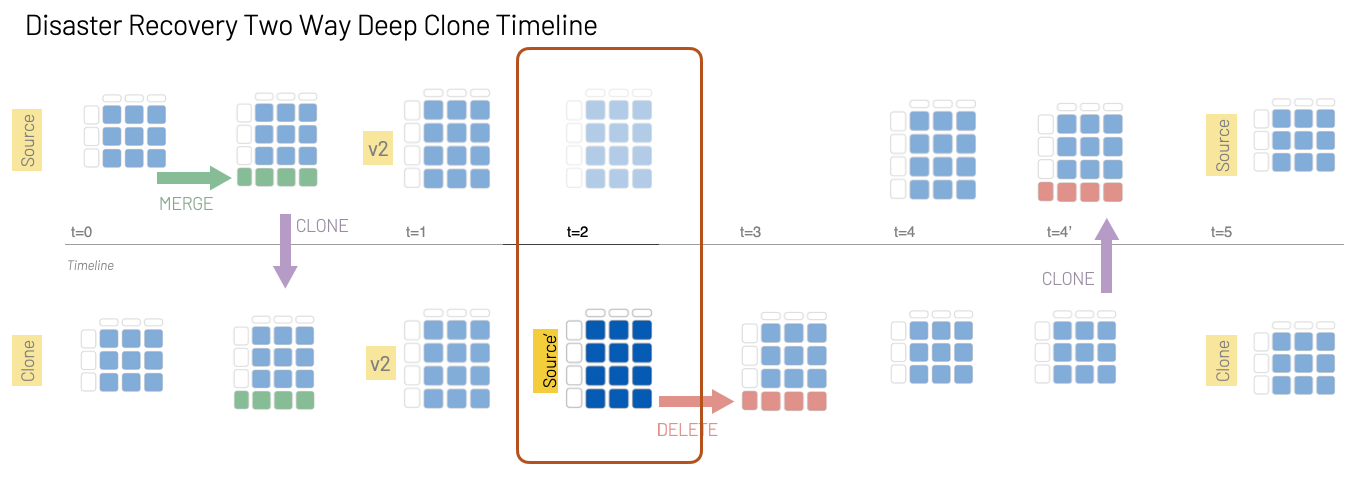 Disaster Recovery Two Way Deep Clone Timeline
Source
MERGE
v2
Source
CLONE
t=0
t=1
t=2
t=3
t=4
t=4’
t=5
Timeline
CLONE
Clone
v2
Source’
DELETE
Clone